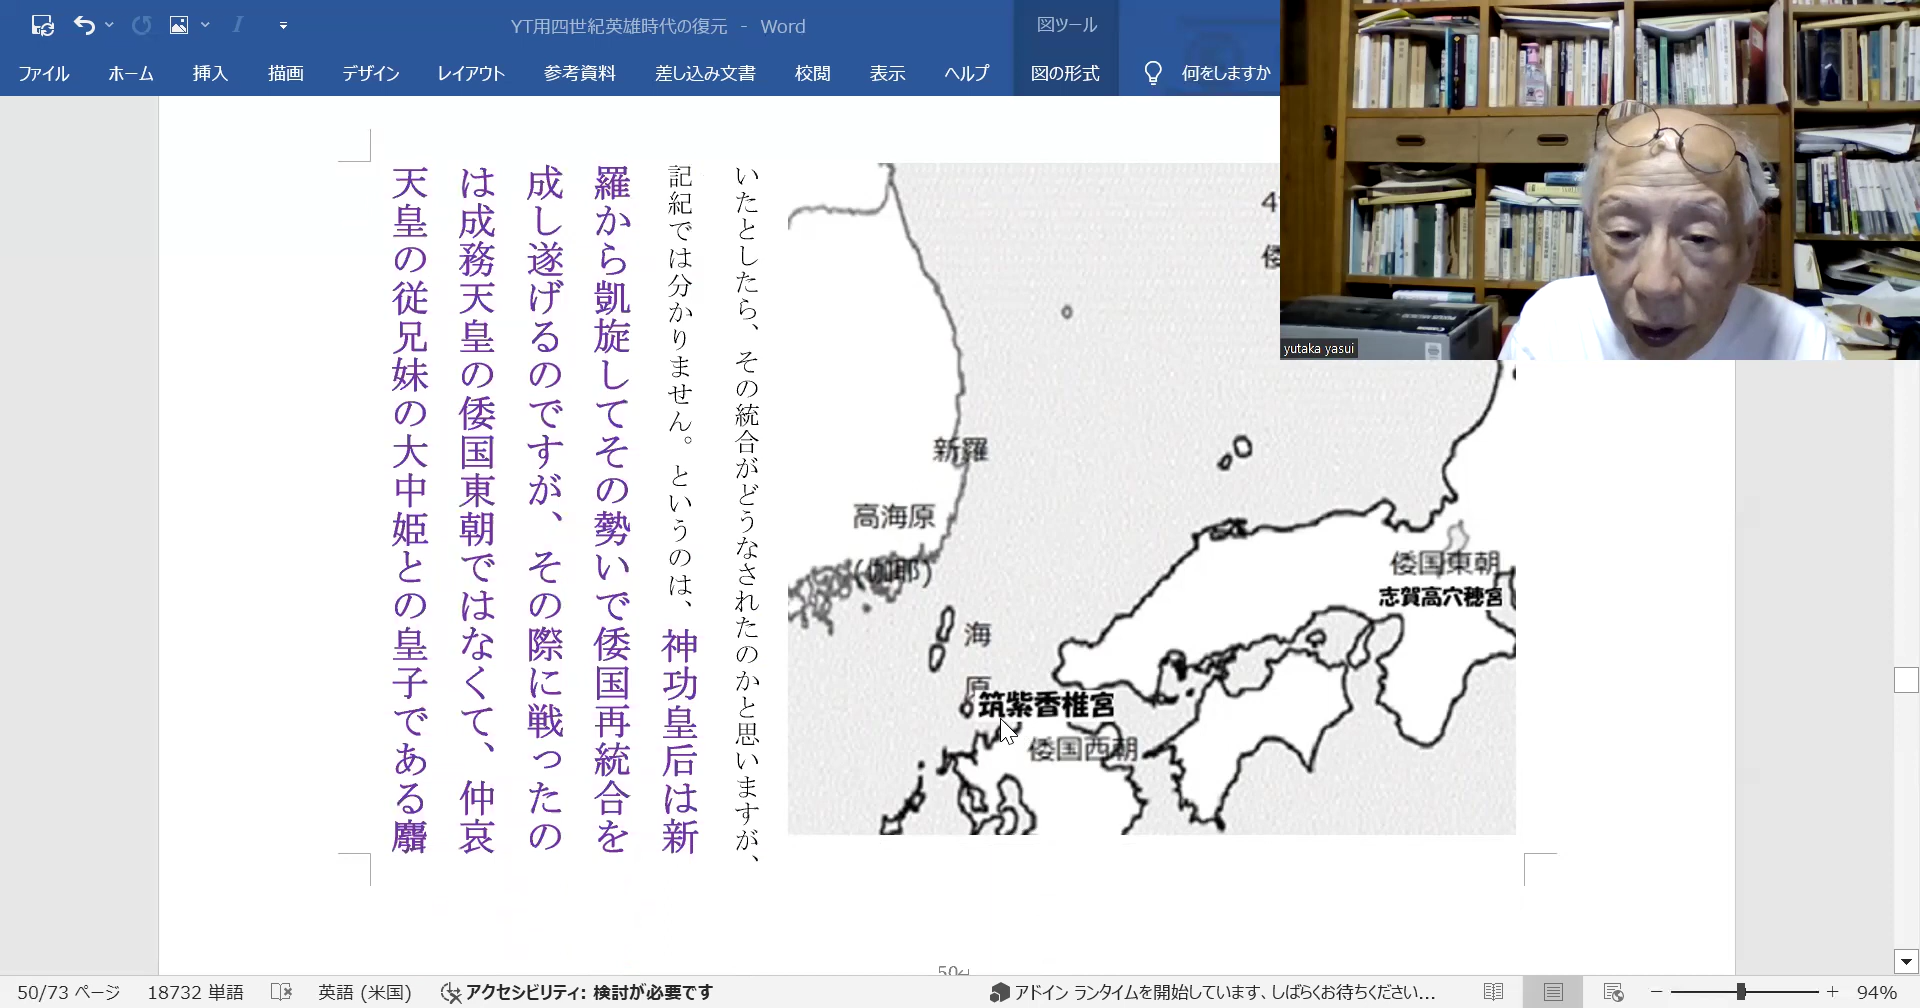 YT用四世紀英雄時代の復元 - Word
図ツール
ファイル ホーム 挿入 描画 デザイン レイアウト 参考資料 差し込み文書 校閲 表示 ヘルプ 図の形式 何をしますか
yutaka yasui
4
倭
新羅
高海原
(伽耶)
海
原
筑紫香椎宮
倭国西朝
倭国東朝
志賀高穴穂宮
いたとしたら、その統合がどうなされたのかと思いますが、
記紀では分かりません。というのは、神功皇后は新
羅から凱旋してその勢いで倭国再統合を
成し遂げるのですが、その際に戦ったの
は成務天皇の倭国東朝ではなくて、仲哀
天皇の従兄妹の大中姫との皇子である麛
50
50/73 ページ 18732 単語 英語 (米国) アクセシビリティ: 検討が必要です アドイン ランタイムを開始しています、しばらくお待ちください... 94%